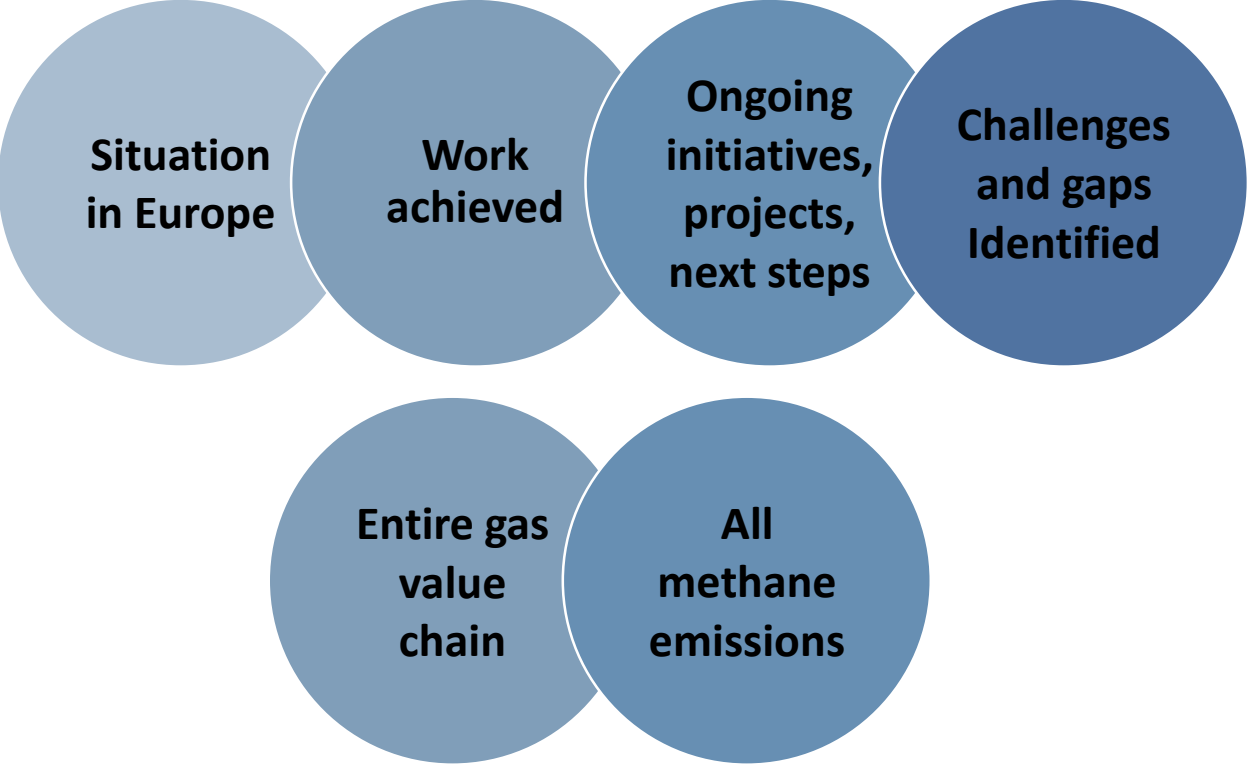 Situation
in Europe
Work
achieved
Ongoing
initiatives,
projects,
next steps
Challenges
and gaps
Identified
Entire gas
value
chain
All
methane
emissions